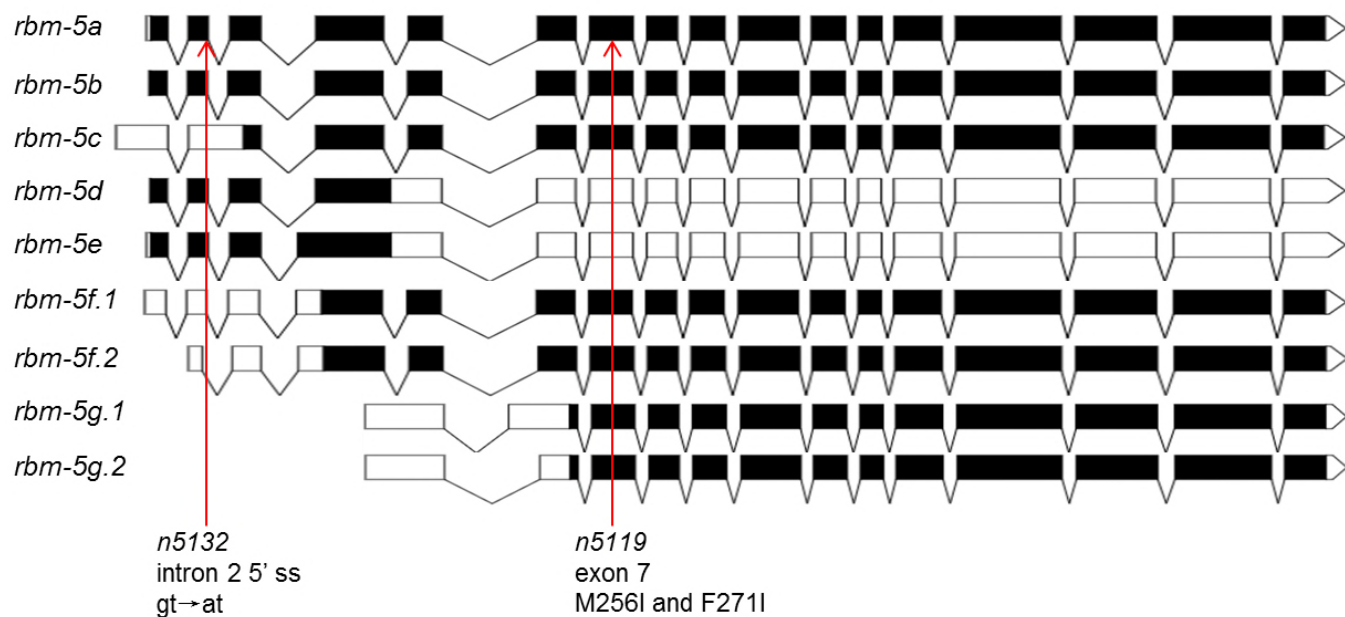 rbm-5a
rbm-5b
rbm-5c
rbm-5d
rbm-5e
rbm-5f.1
rbm-5f.2
rbm-5g.1
rbm-5g.2
n5132
intron 2 5’ ss
gt→at
n5119
exon 7
M256I and F271I